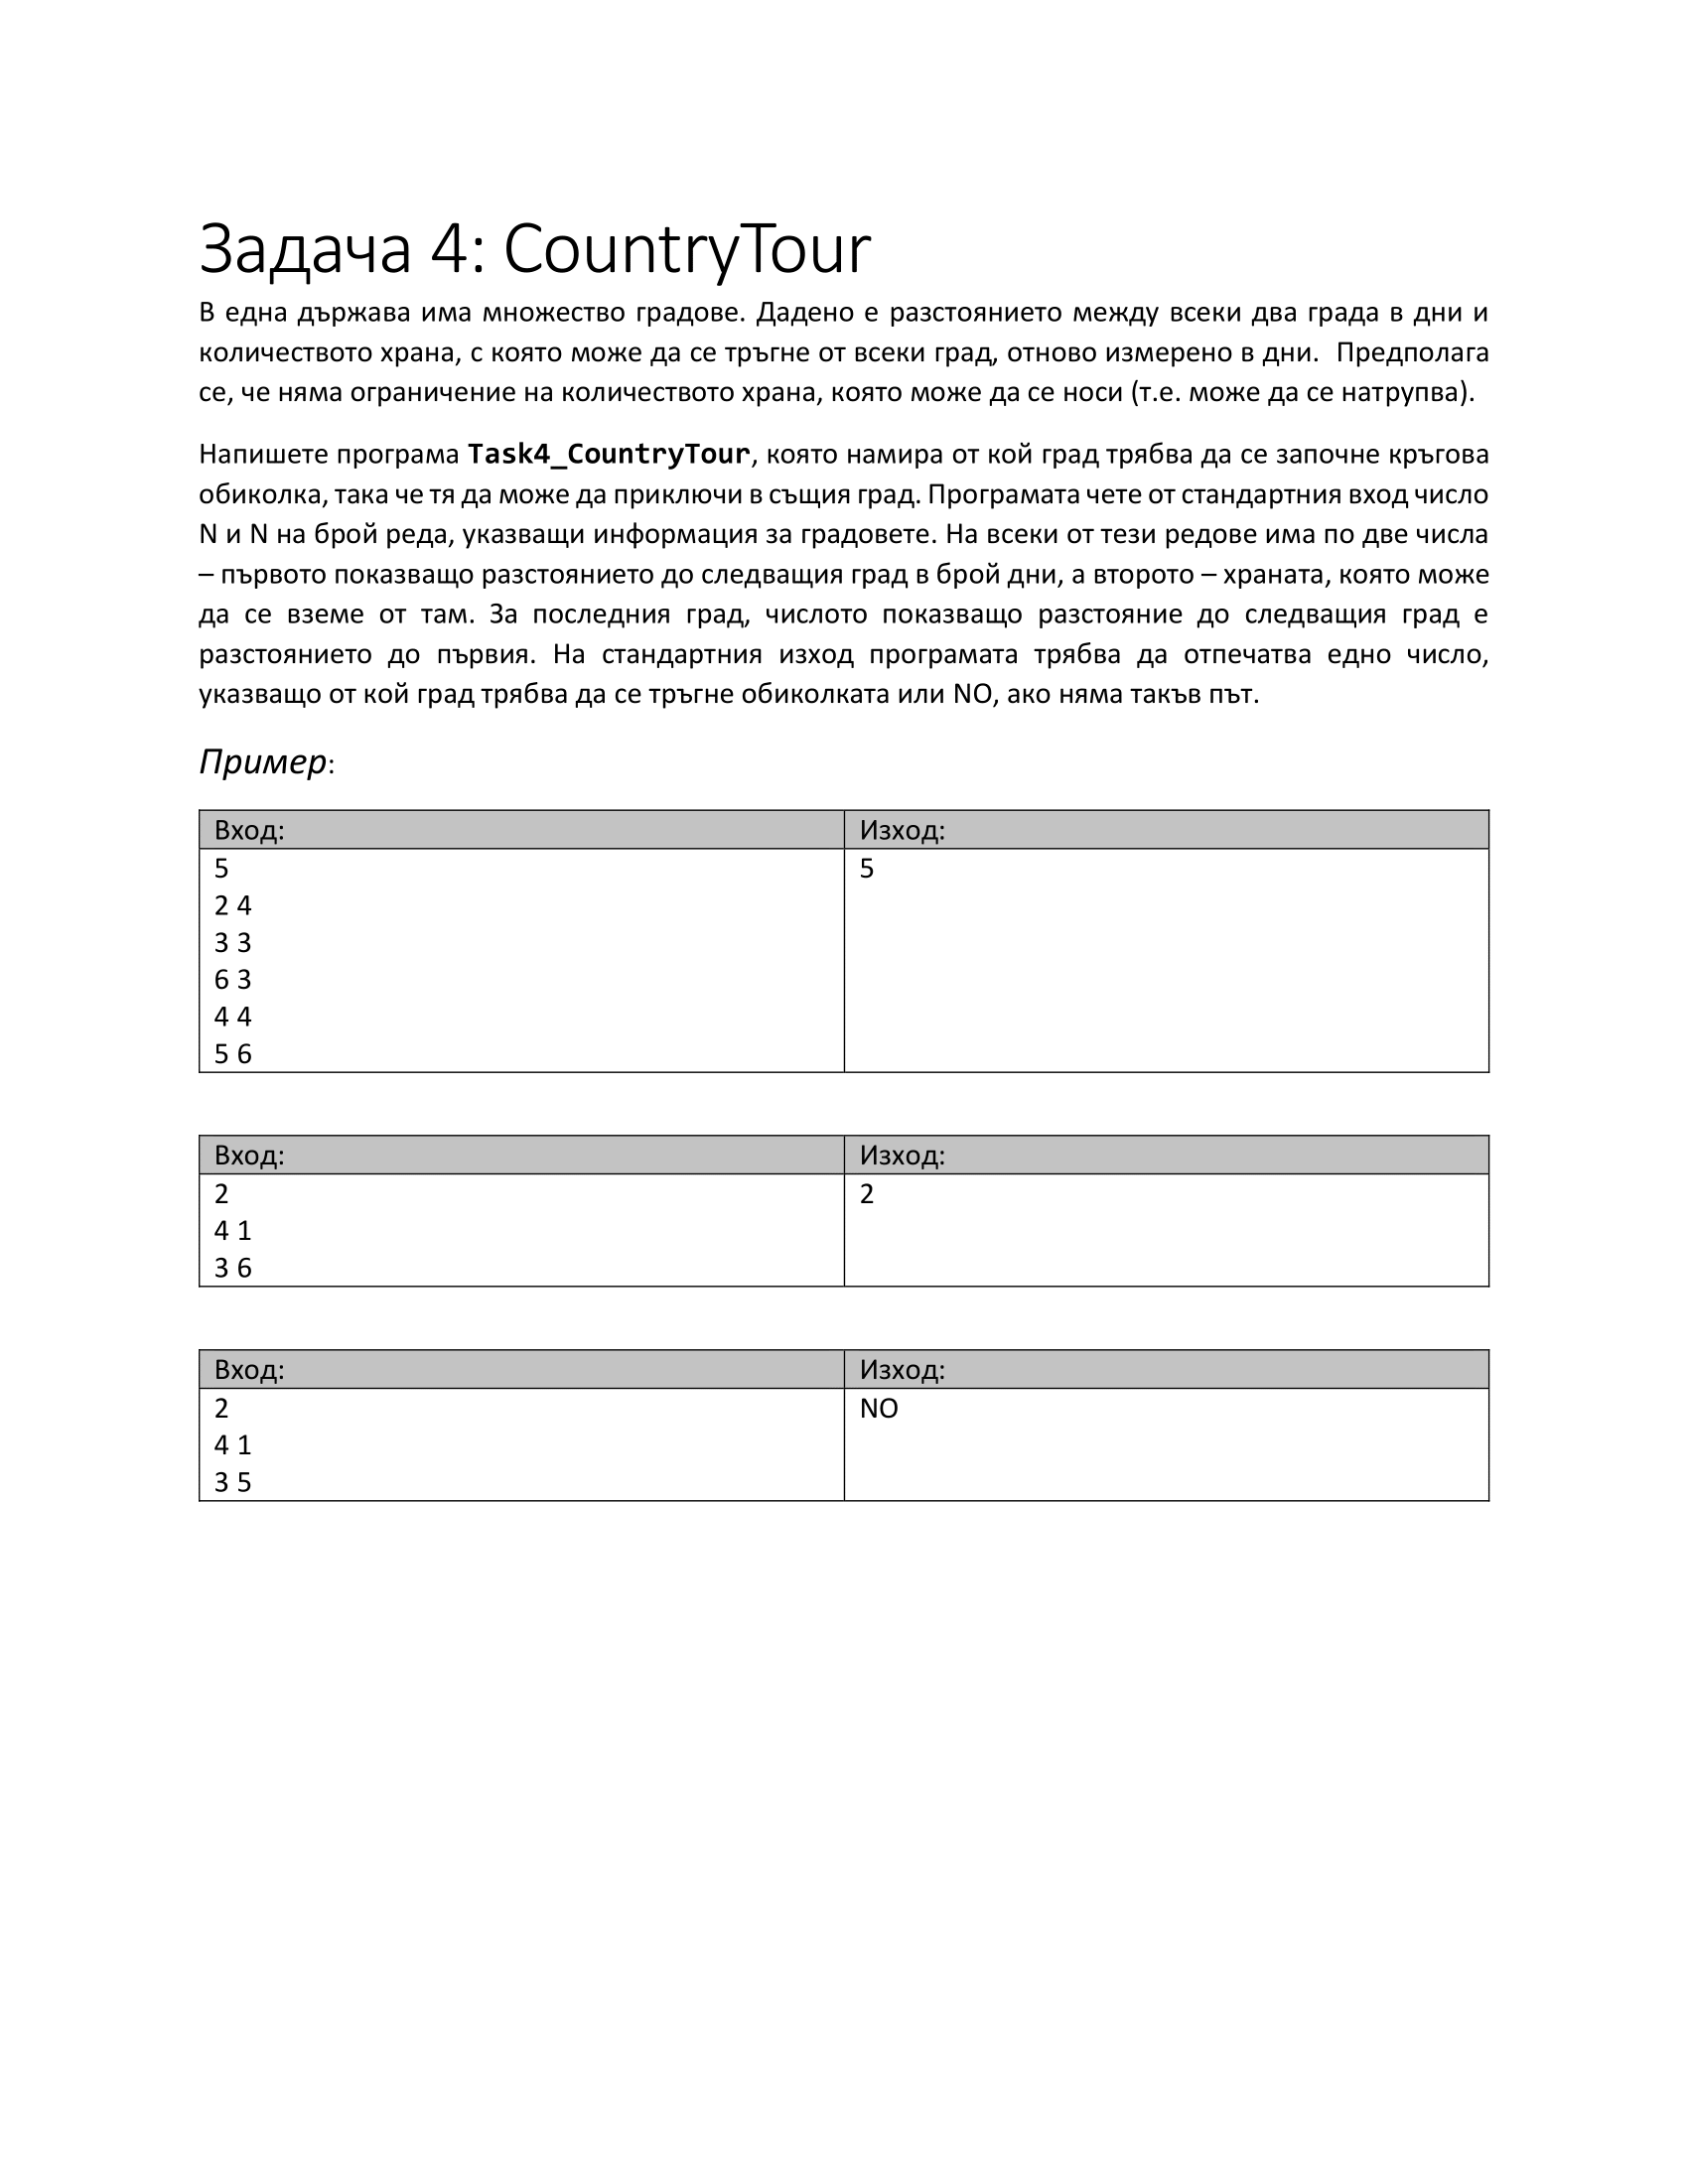 Задача 4: CountryTour
В една държава има множество градове. Дадено е разстоянието между всеки два града в дни и
количеството храна, с която може да се тръгне от всеки град, отново измерено в дни. Предполага
се, че няма ограничение на количеството храна, която може да се носи (т.е. може да се натрупва).
Напишете програма Task4_CountryTour, която намира от кой град трябва да се започне кръгова
обиколка, така че тя да може да приключи в същия град. Програмата чете от стандартния вход число
N и N на брой реда, указващи информация за градовете. На всеки от тези редове има по две числа
– първото показващо разстоянието до следващия град в брой дни, а второто – храната, която може
да се вземе от там. За последния град, числото показващо разстояние до следващия град е
разстоянието до първия. На стандартния изход програмата трябва да отпечатва едно число,
указващо от кой град трябва да се тръгне обиколката или NO, ако няма такъв път.
Пример:
Вход: Изход:
5 5
2 4
3 3
6 3
4 4
5 6
Вход: Изход:
2 2
4 1
3 6
Вход: Изход:
2 NO
4 1
3 5